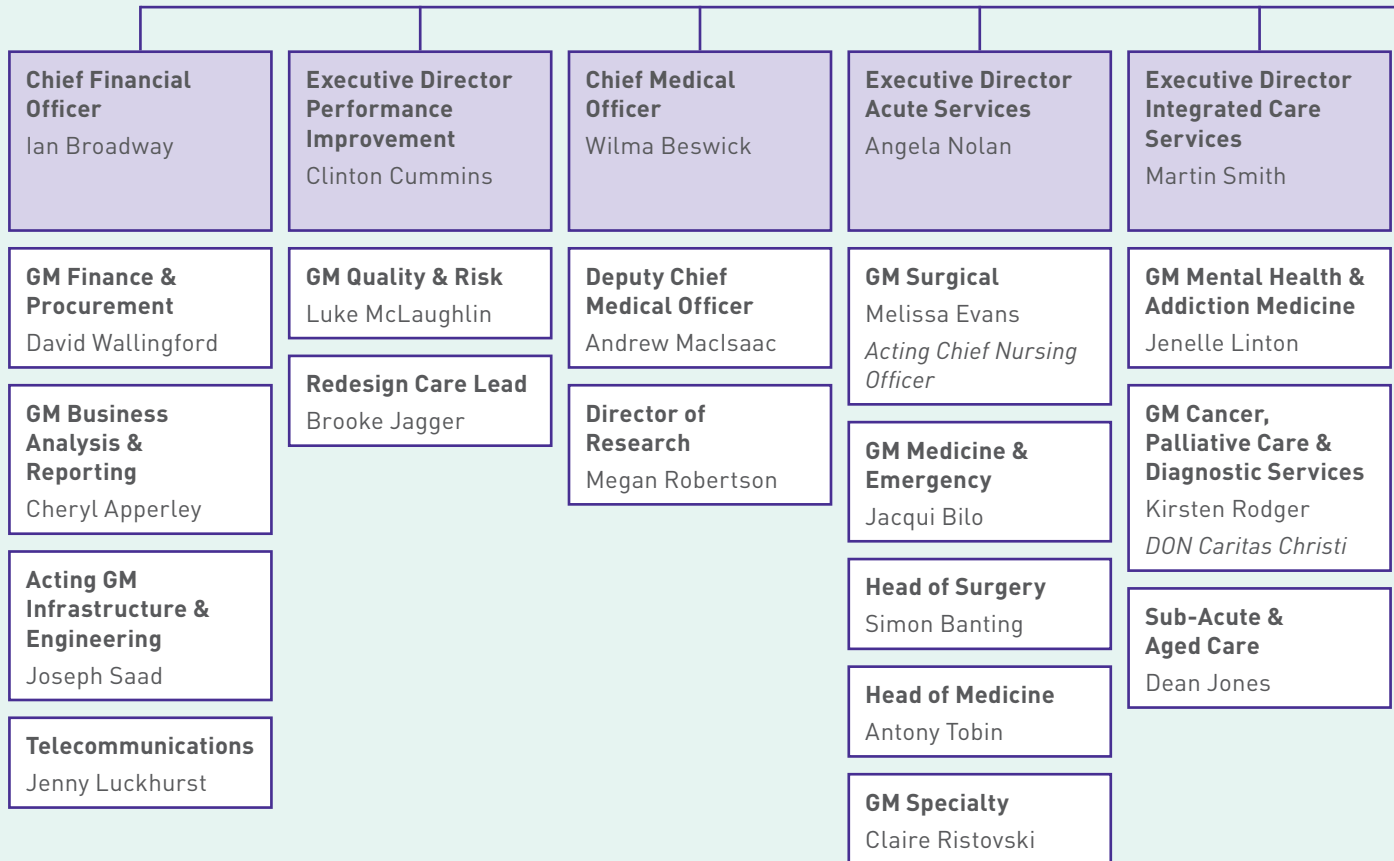 Chief Financial
Officer
Ian Broadway
GM Finance &
Procurement
David Wallingford
GM Business
Analysis &
Reporting
Cheryl Apperley
Acting GM
Infrastructure &
Engineering
Joseph Saad
Telecommunications
Jenny Luckhurst
Executive Director
Performance
Improvement
Clinton Cummins
GM Quality & Risk
Luke McLaughlin
Redesign Care Lead
Brooke Jagger
Chief Medical
Officer
Wilma Beswick
Deputy Chief
Medical Officer
Andrew MacIsaac
Director of
Research
Megan Robertson
Executive Director
Acute Services
Angela Nolan
GM Surgical
Melissa Evans
Acting Chief Nursing
Officer
GM Medicine &
Emergency
Jacqui Bilo
Head of Surgery
Simon Banting
Head of Medicine
Antony Tobin
GM Specialty
Claire Ristovski
Executive Director
Integrated Care
Services
Martin Smith
GM Mental Health &
Addiction Medicine
Jenelle Linton
GM Cancer,
Palliative Care &
Diagnostic Services
Kirsten Rodger
DON Caritas Christi
Sub-Acute &
Aged Care
Dean Jones